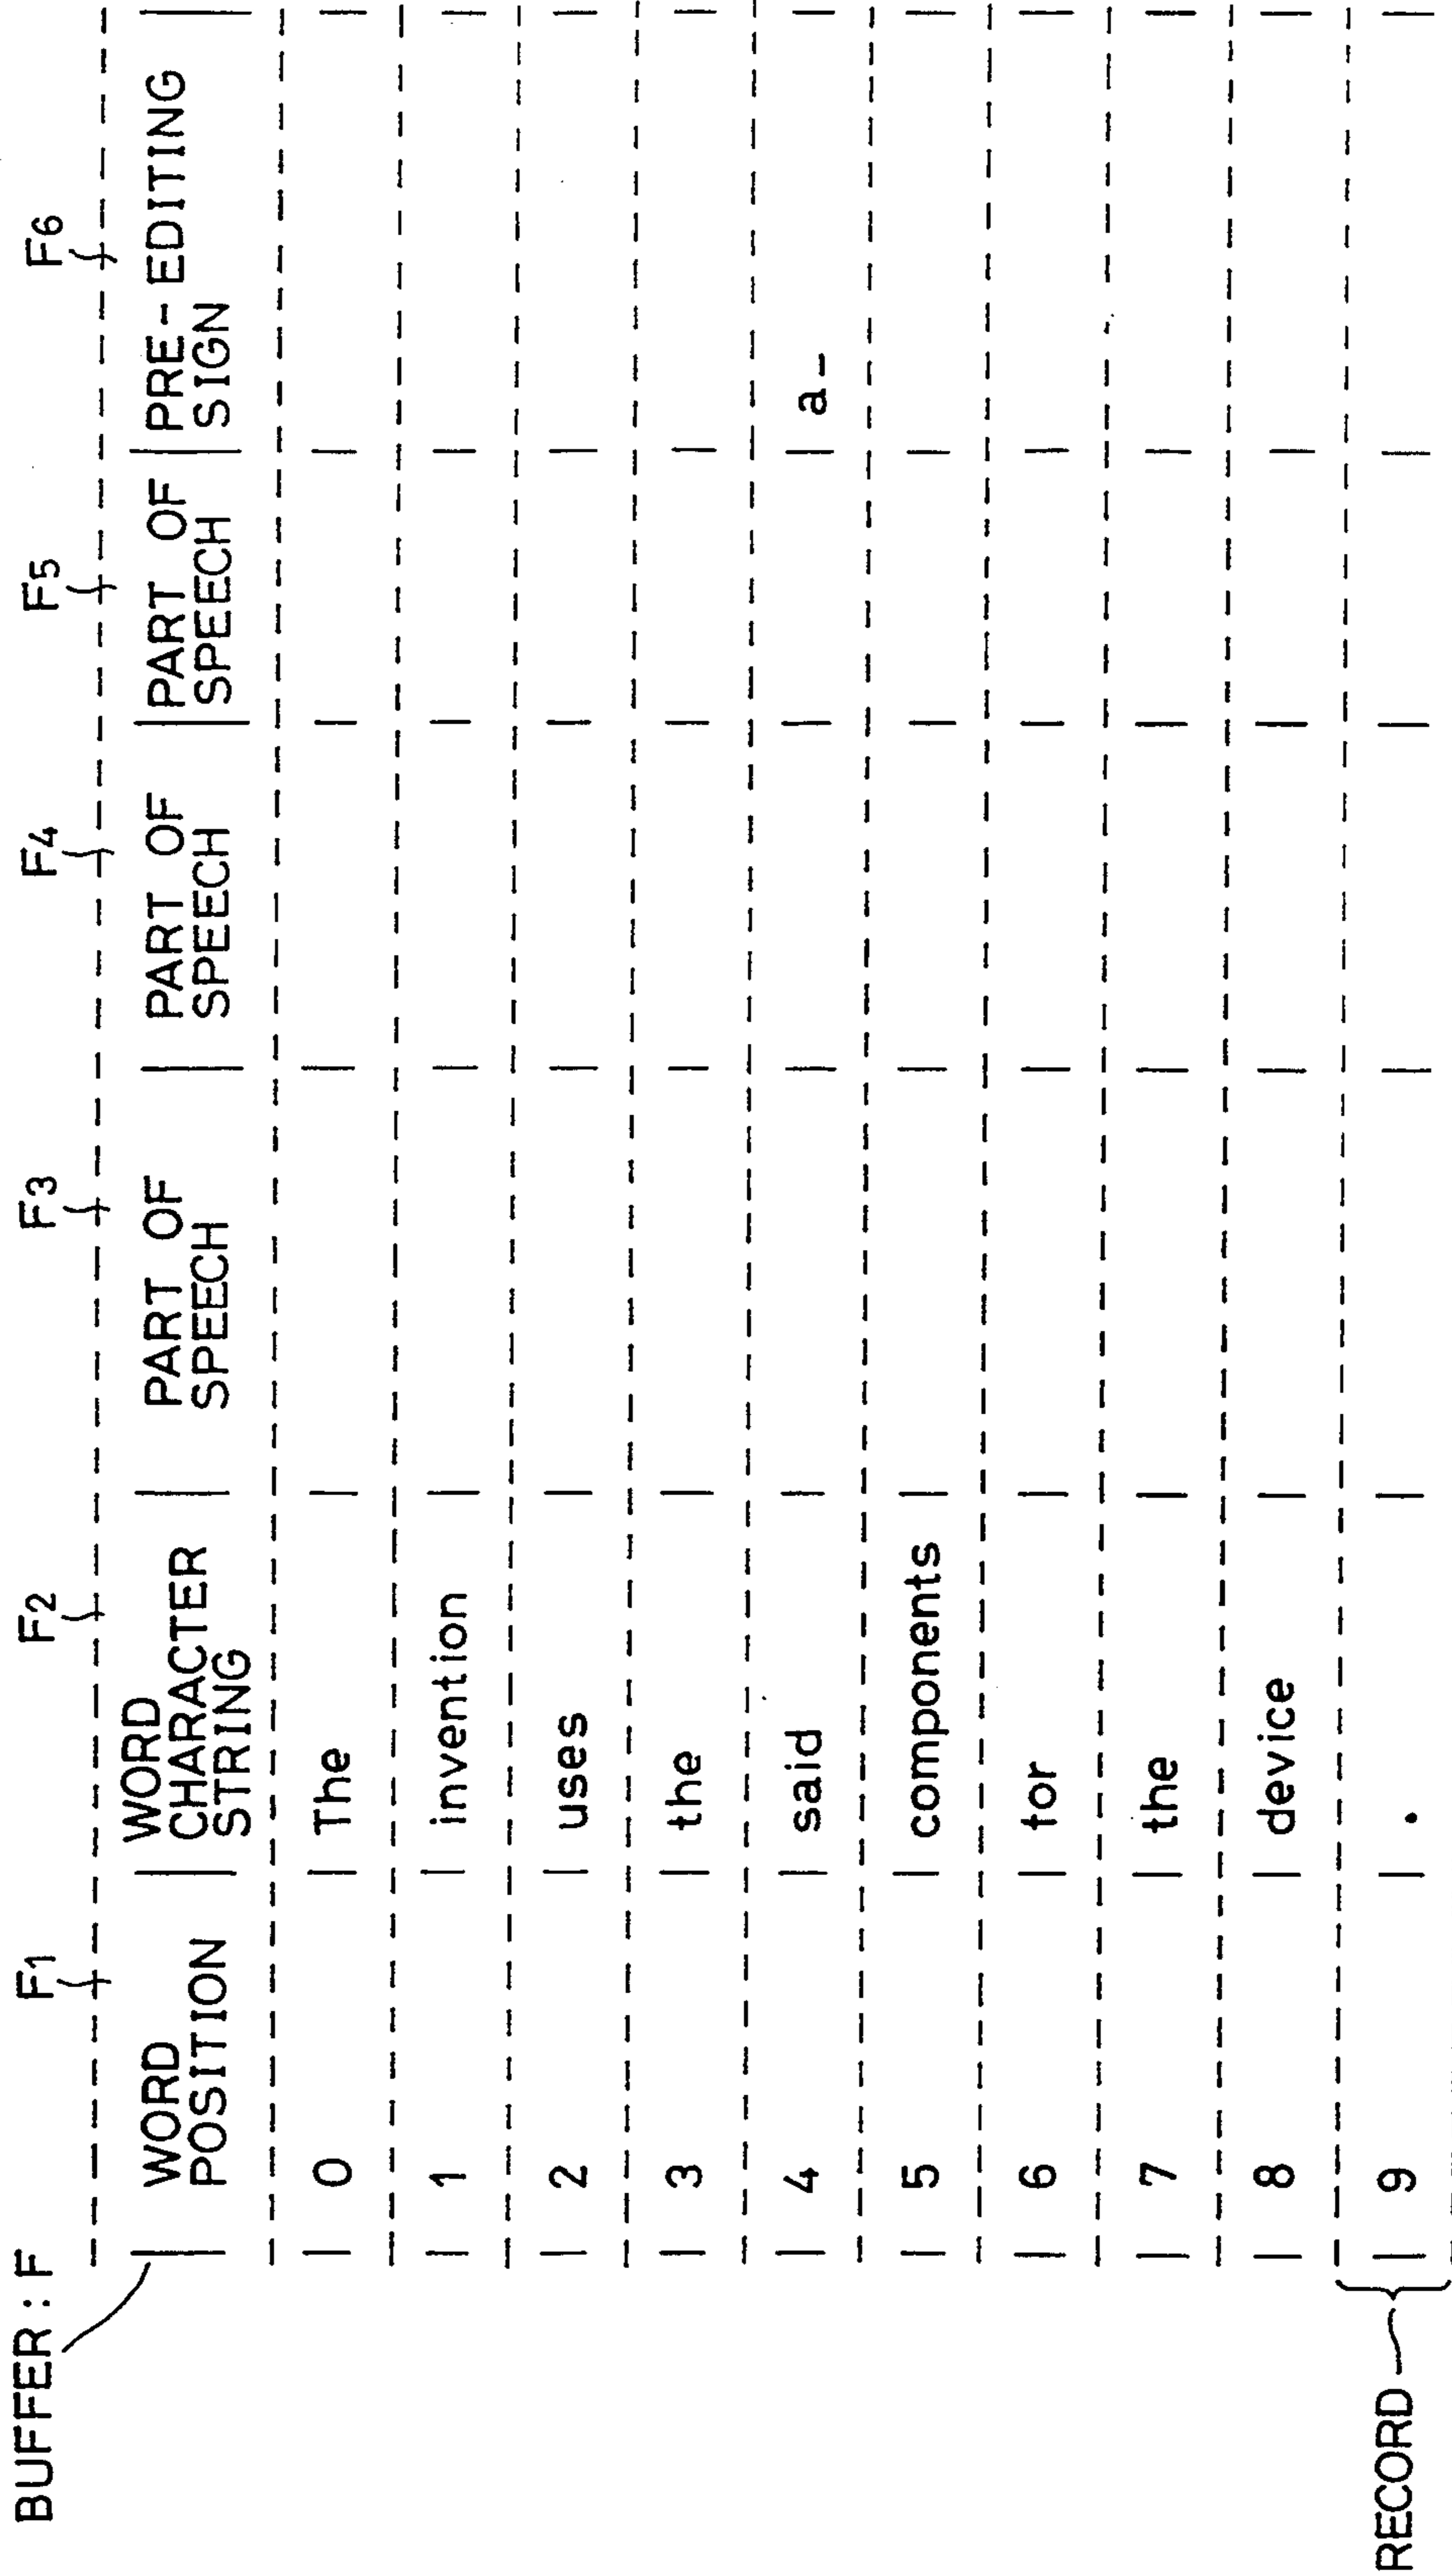 BUFFER : F
F1 F2 F3 F4 F5 F6
WORD POSITION | WORD CHARACTER STRING | PART OF SPEECH | PART OF SPEECH | PART OF SPEECH | PRE-EDITING SIGN
0 | The
1 | invention
2 | uses
3 | the
4 | said | a-
5 | components
6 | for
7 | the
8 | device
9 | .
RECORD